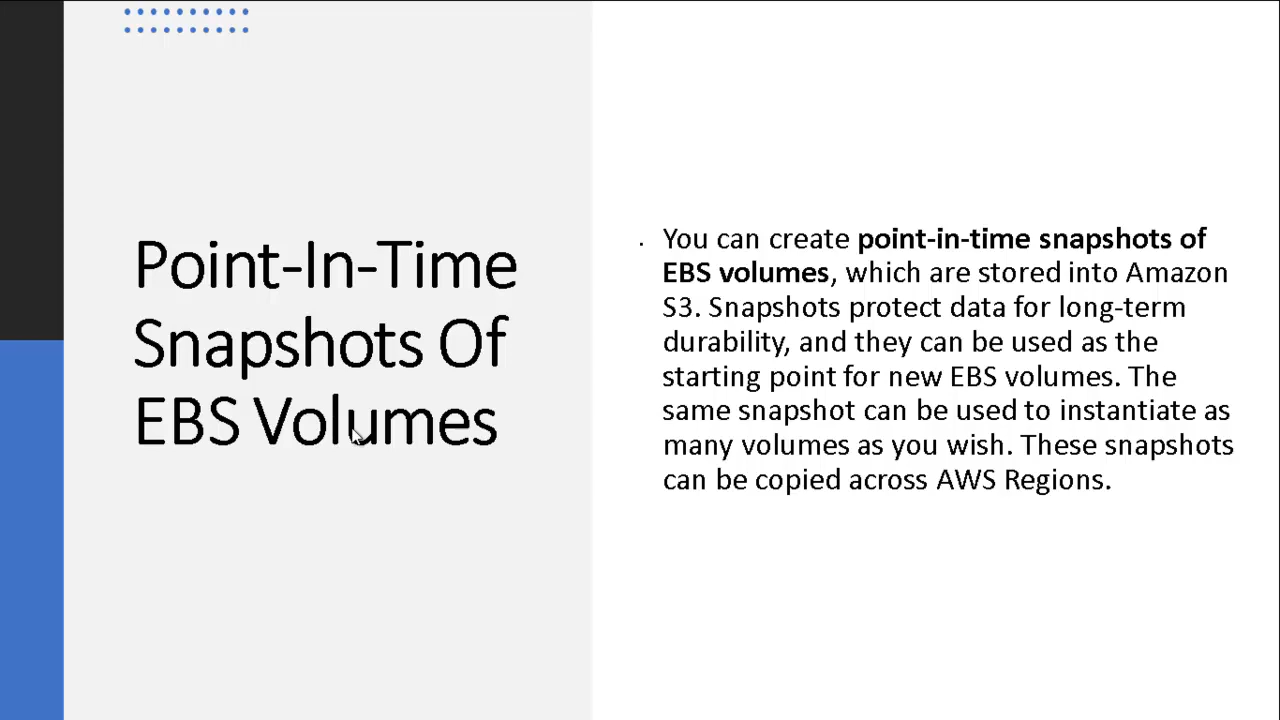 Point-In-Time
Snapshots Of
EBS Volumes
. You can create point-in-time snapshots of
EBS volumes, which are stored into Amazon
S3. Snapshots protect data for long-term
durability, and they can be used as the
starting point for new EBS volumes. The
same snapshot can be used to instantiate as
many volumes as you wish. These snapshots
can be copied across AWS Regions.